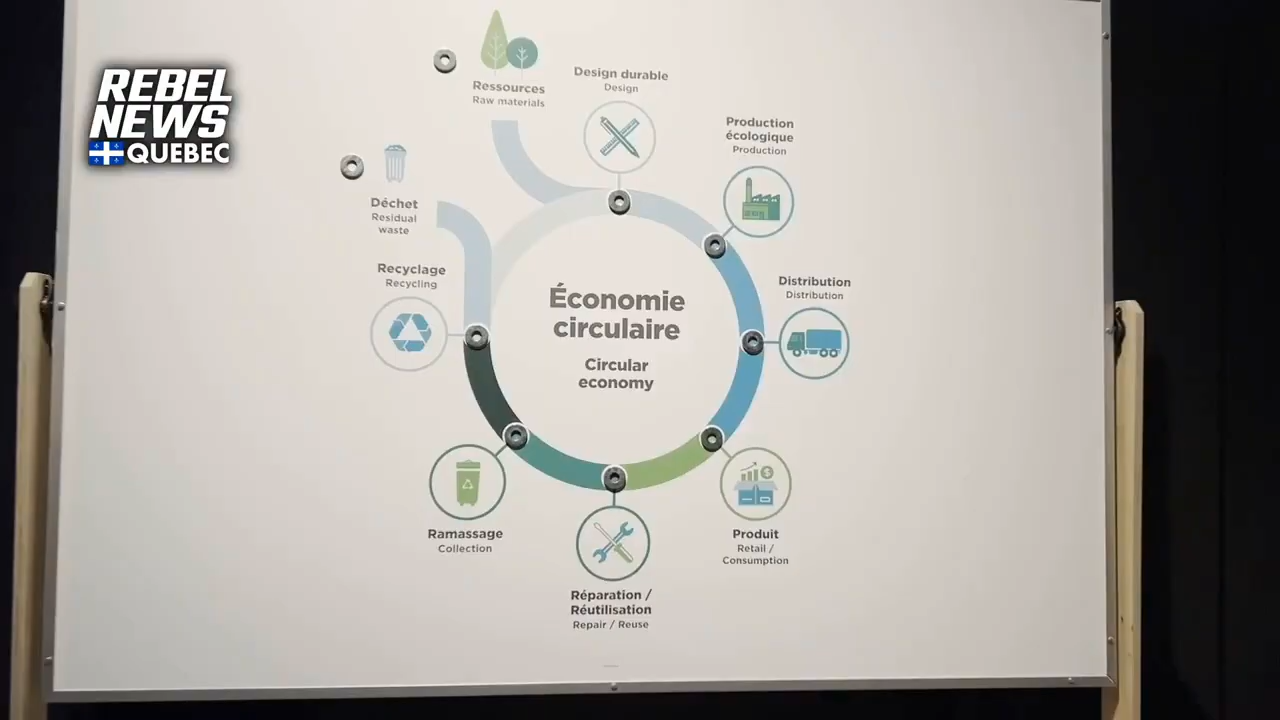 REBEL
NEWS
QUEBEC
Ressources
Raw materials
Design durable
Design
Production
écologique
Production
Déchet
Residual
waste
Recyclage
Recycling
Distribution
Distribution
Économie
circulaire
Circular
economy
Ramassage
Collection
Produit
Retail /
Consumption
Réparation /
Réutilisation
Repair / Reuse